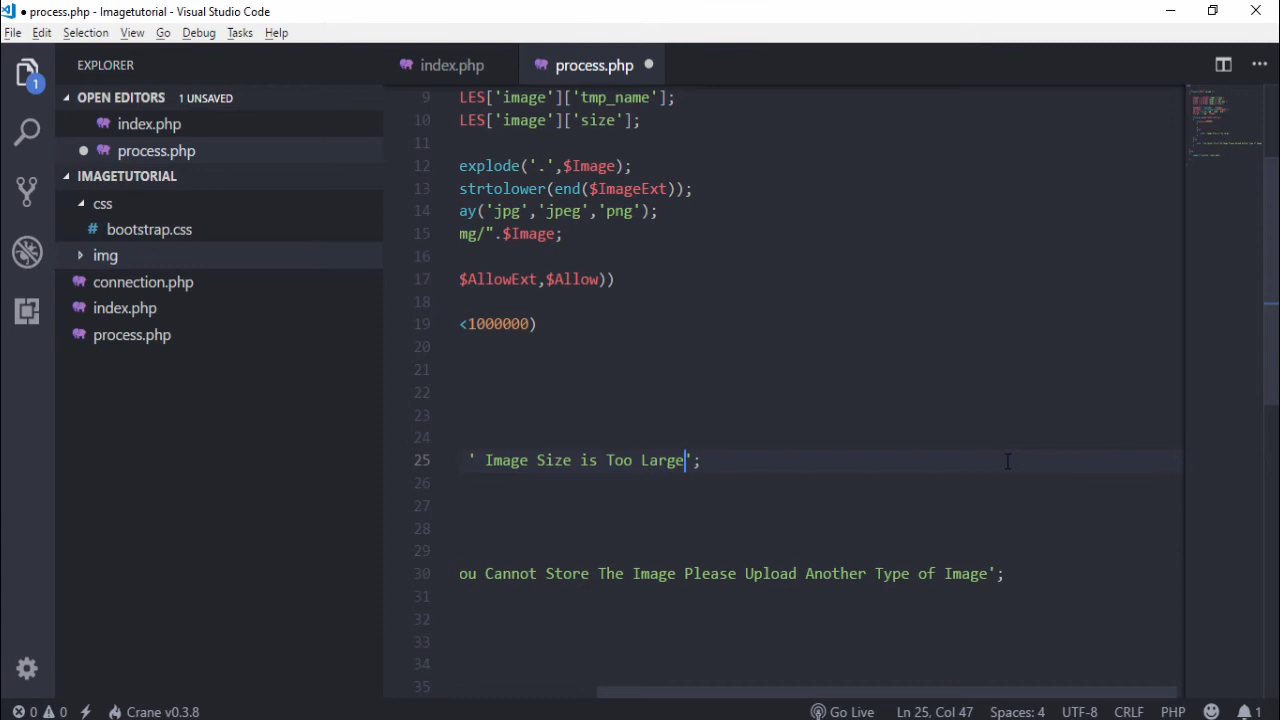 process.php - Imagetutorial - Visual Studio Code
File Edit Selection View Go Debug Tasks Help
EXPLORER
index.php
process.php
OPEN EDITORS 1 UNSAVED
index.php
process.php
IMAGETUTORIAL
css
bootstrap.css
img
connection.php
index.php
process.php
1
9 LES['image']['tmp_name'];
10 LES['image']['size'];
11
12 explode('.',$Image);
13 strtolower(end($ImageExt));
14 ay('jpg','jpeg','png');
15 mg/".$Image;
16
17 $AllowExt,$Allow))
18
19 <1000000)
20
21
22
23
24
25 ' Image Size is Too Large';
26
27
28
29
30 ou Cannot Store The Image Please Upload Another Type of Image';
31
32
33
34
35
0 0 Crane v0.3.8 Go Live Ln 25, Col 47 Spaces: 4 UTF-8 CRLF PHP 1